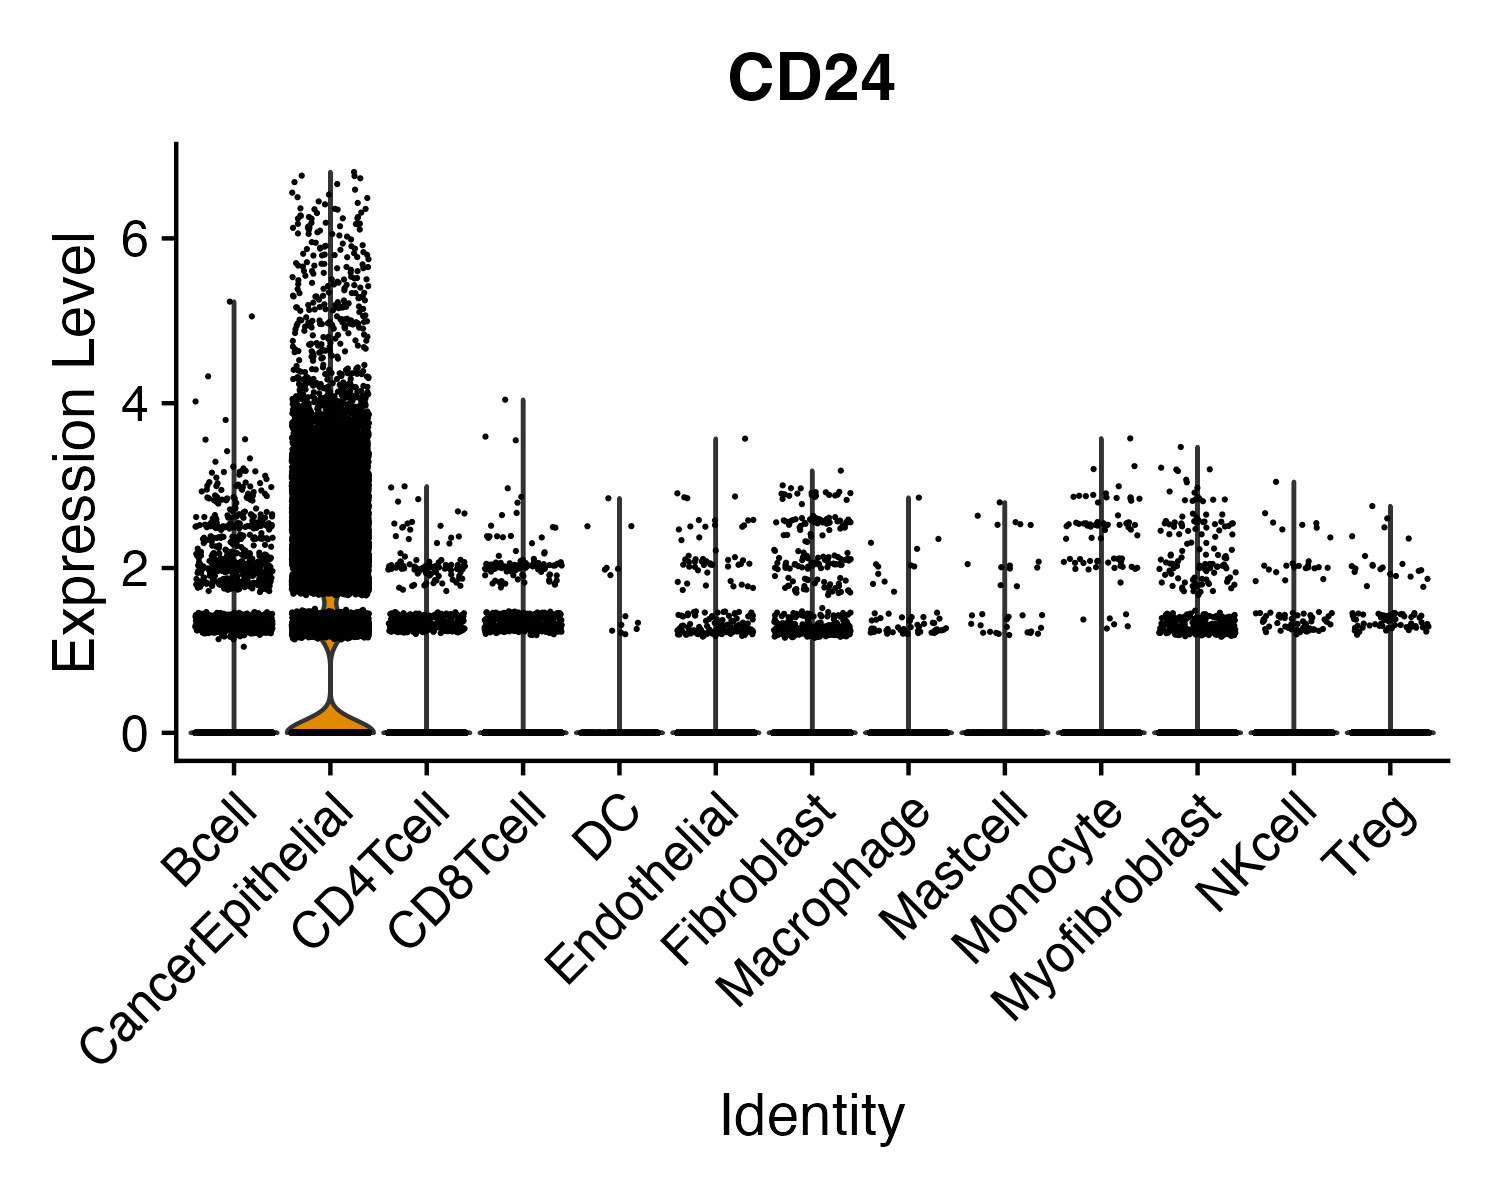 CD24
Expression Level
6
4
2
0
Bcell
CancerEpithelial
CD4Tcell
CD8Tcell
DC
Endothelial
Fibroblast
Macrophage
Mastcell
Monocyte
Myofibroblast
NKcell
Treg
Identity